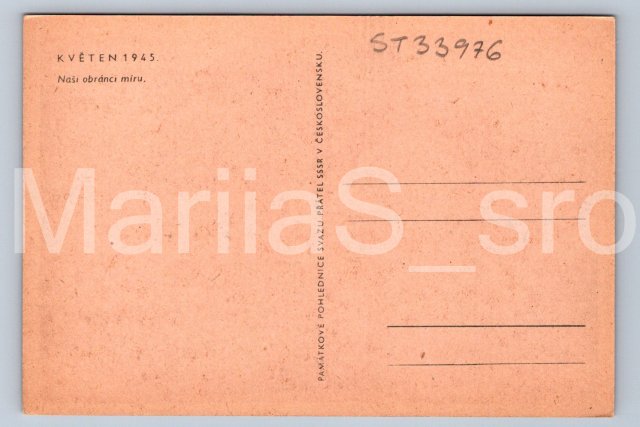 KVĚTEN 1945.
Naši obránci míru.
PAMÁTKOVÉ POHLEDNICE SVAZU PŘÁTEL SSSR V ČESKOSLOVENSKU.
ST33976
MariiaS_sro